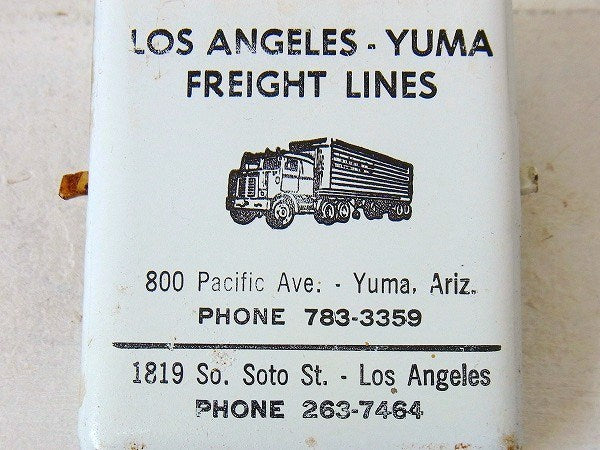 LOS ANGELES - YUMA
FREIGHT LINES
800 Pacific Ave. - Yuma, Ariz.
PHONE 783-3359
1819 So. Soto St. - Los Angeles
PHONE 263-7464